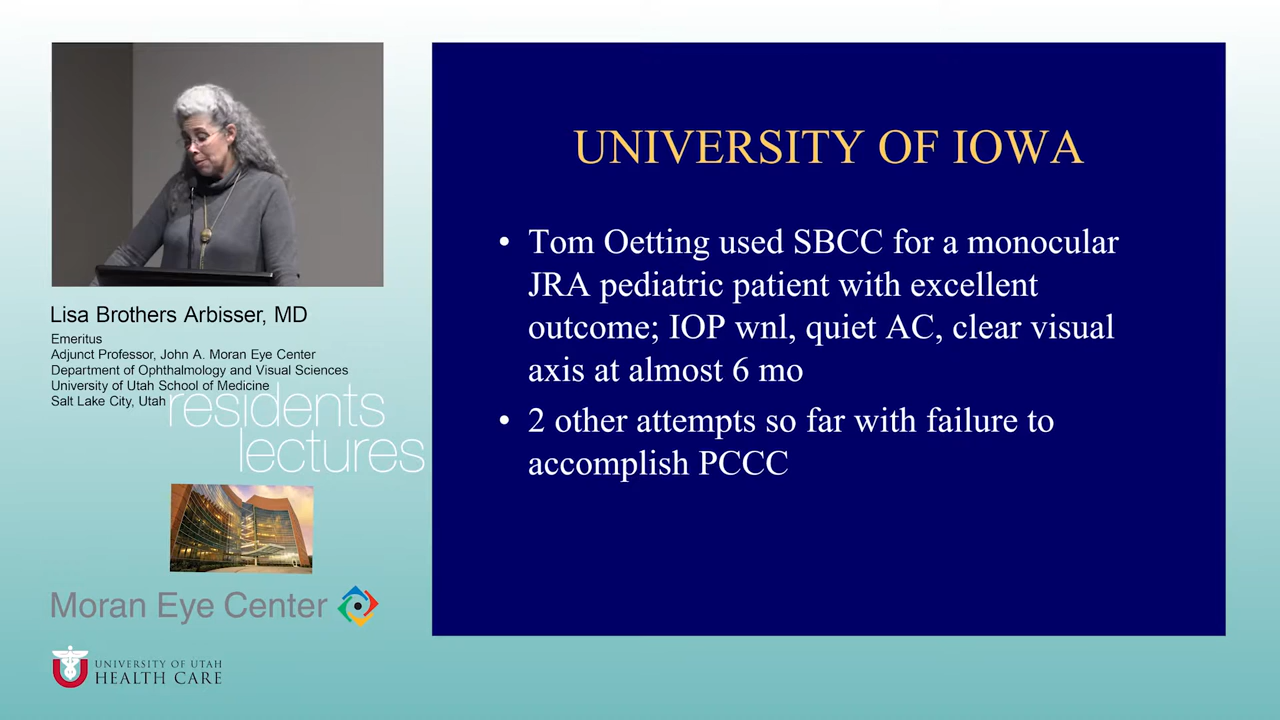 Lisa Brothers Arbisser, MD
Emeritus
Adjunct Professor, John A. Moran Eye Center
Department of Ophthalmology and Visual Sciences
University of Utah School of Medicine
Salt Lake City, Utah
residents
lectures
Moran Eye Center
UNIVERSITY OF UTAH
HEALTH CARE
UNIVERSITY OF IOWA
• Tom Oetting used SBCC for a monocular
JRA pediatric patient with excellent
outcome; IOP wnl, quiet AC, clear visual
axis at almost 6 mo
• 2 other attempts so far with failure to
accomplish PCCC